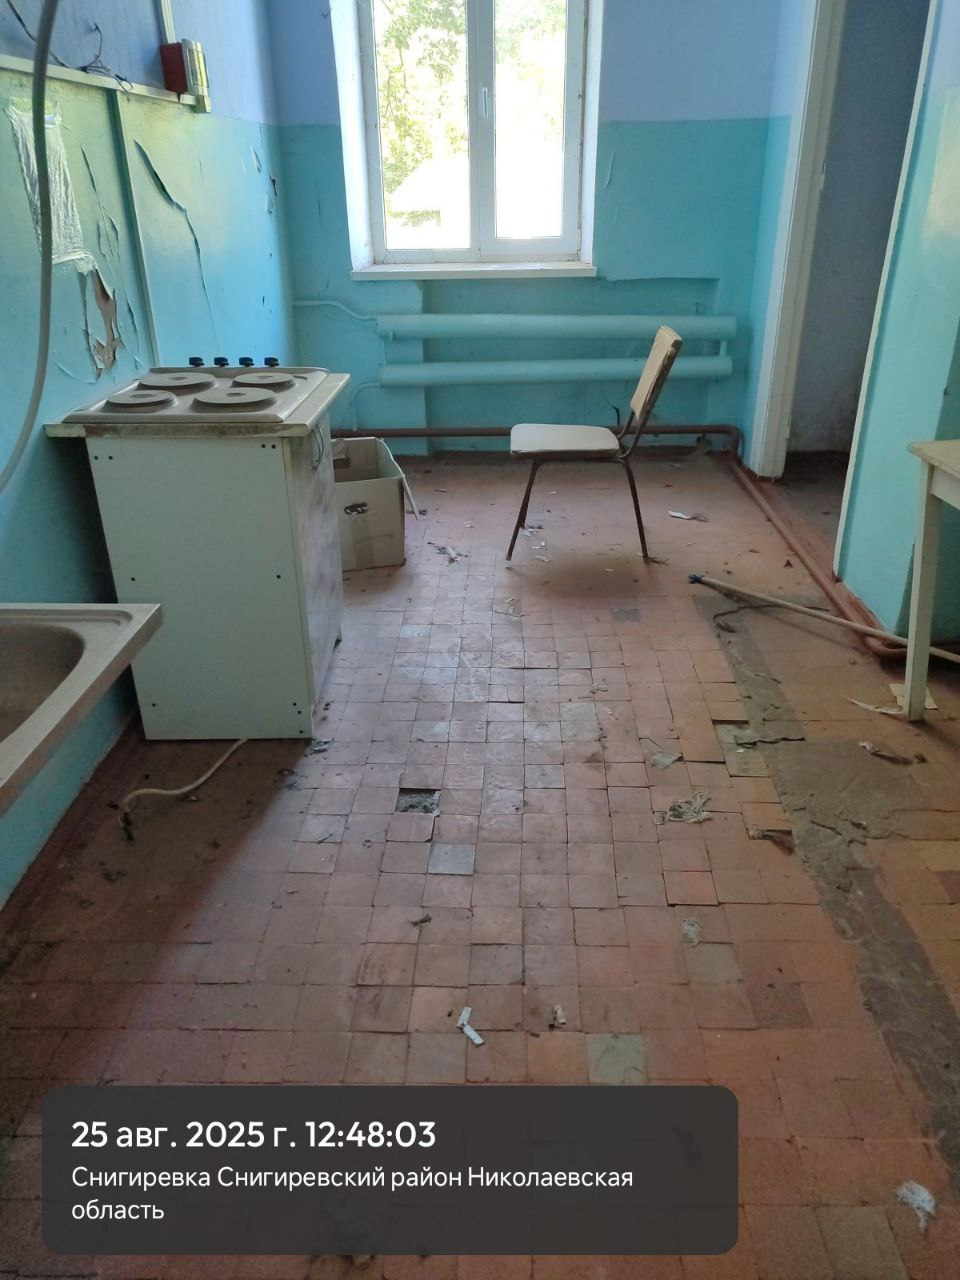 25 авг. 2025 г. 12:48:03
Снигиревка Снигиревский район Николаевская
область